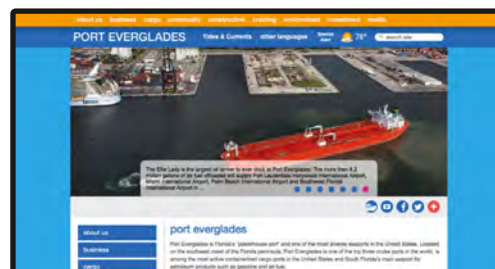 about us business cargo community construction cruising environment investment media
PORT EVERGLADES Tides & Currents other languages Special Alert 78° search site
The Elite Lady is the largest oil tanker to ever dock at Port Everglades. The more than 8.2
million gallons of jet fuel offloaded will supply Fort Lauderdale Hollywood International Airport,
Miami International Airport, Palm Beach International Airport and Southwest Florida
International Airport in ...
about us
business
cargo
port everglades
Port Everglades is Florida's "powerhouse port" and one of the most diverse seaports in the United States. Located
on the southeast coast of the Florida peninsula, Port Everglades is one of the top three cruise ports in the world, is
among the most active containerized cargo ports in the United States and South Florida's main seaport for
petroleum products such as gasoline and jet fuel.